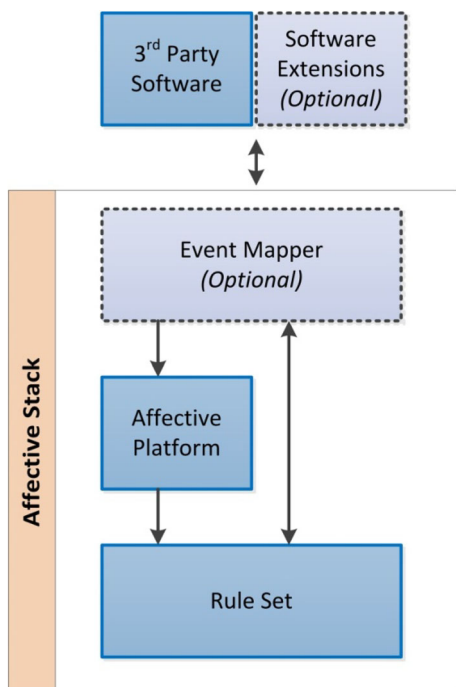 3rd Party
Software
Software
Extensions
(Optional)
Event Mapper
(Optional)
Affective Stack
Affective
Platform
Rule Set